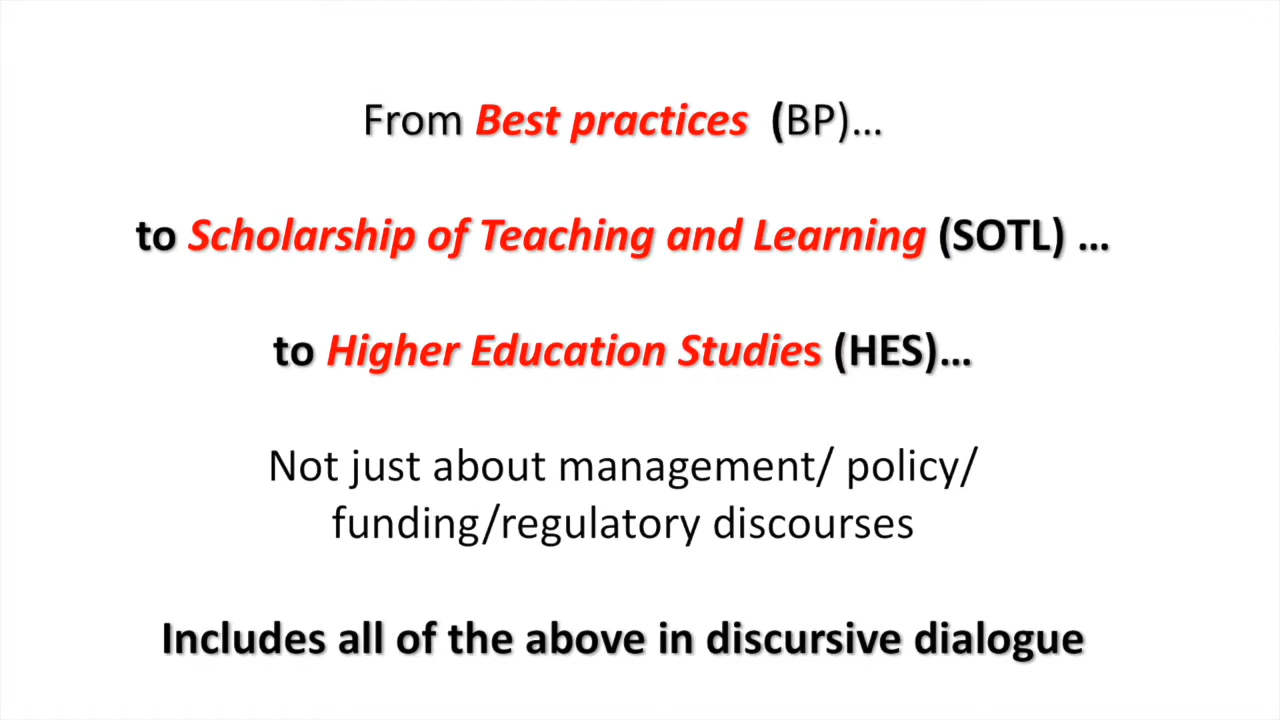 From Best practices (BP)...
to Scholarship of Teaching and Learning (SOTL) ...
to Higher Education Studies (HES)...
Not just about management/ policy/
funding/regulatory discourses
Includes all of the above in discursive dialogue